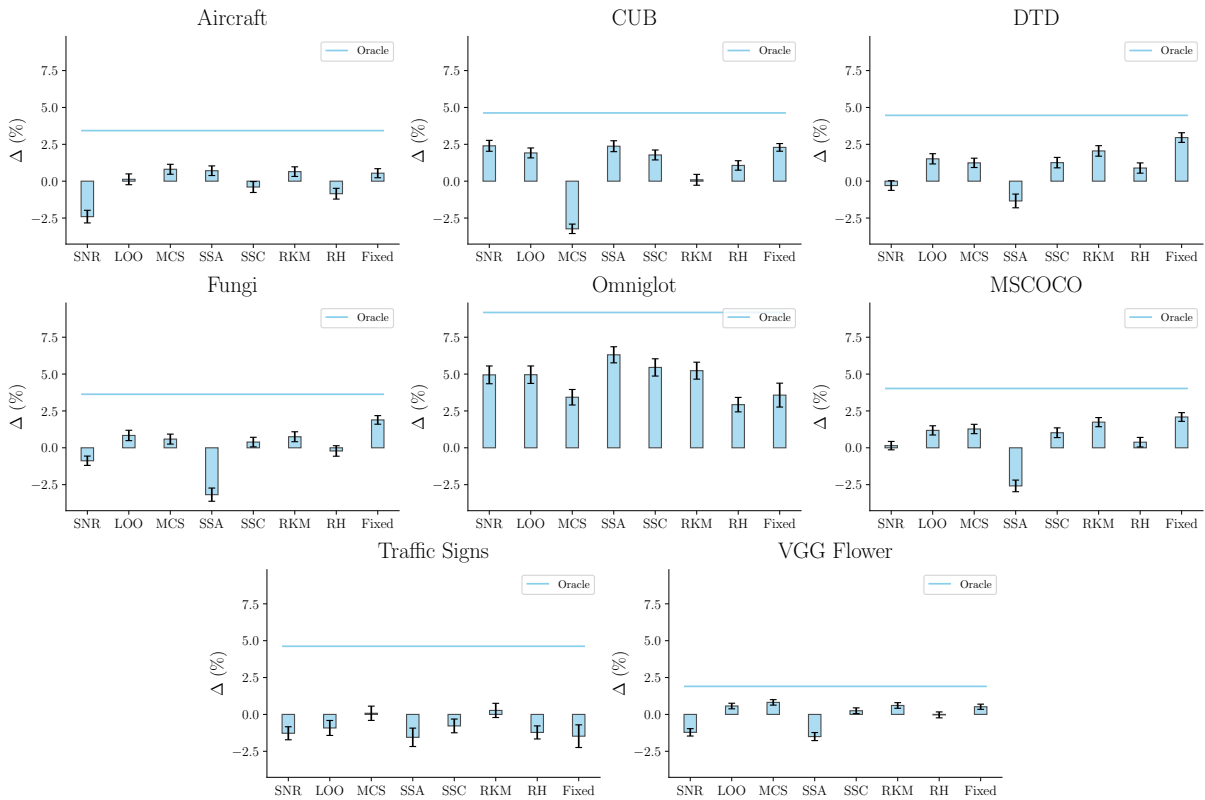 Aircraft
Oracle
7.5
5.0
2.5
0.0
−2.5
Δ (%)
SNR LOO MCS SSA SSC RKM RH Fixed
CUB
Oracle
7.5
5.0
2.5
0.0
−2.5
Δ (%)
SNR LOO MCS SSA SSC RKM RH Fixed
DTD
Oracle
7.5
5.0
2.5
0.0
−2.5
Δ (%)
SNR LOO MCS SSA SSC RKM RH Fixed
Fungi
Oracle
7.5
5.0
2.5
0.0
−2.5
Δ (%)
SNR LOO MCS SSA SSC RKM RH Fixed
Omniglot
Oracle
7.5
5.0
2.5
0.0
−2.5
Δ (%)
SNR LOO MCS SSA SSC RKM RH Fixed
MSCOCO
Oracle
7.5
5.0
2.5
0.0
−2.5
Δ (%)
SNR LOO MCS SSA SSC RKM RH Fixed
Traffic Signs
Oracle
7.5
5.0
2.5
0.0
−2.5
Δ (%)
SNR LOO MCS SSA SSC RKM RH Fixed
VGG Flower
Oracle
7.5
5.0
2.5
0.0
−2.5
Δ (%)
SNR LOO MCS SSA SSC RKM RH Fixed